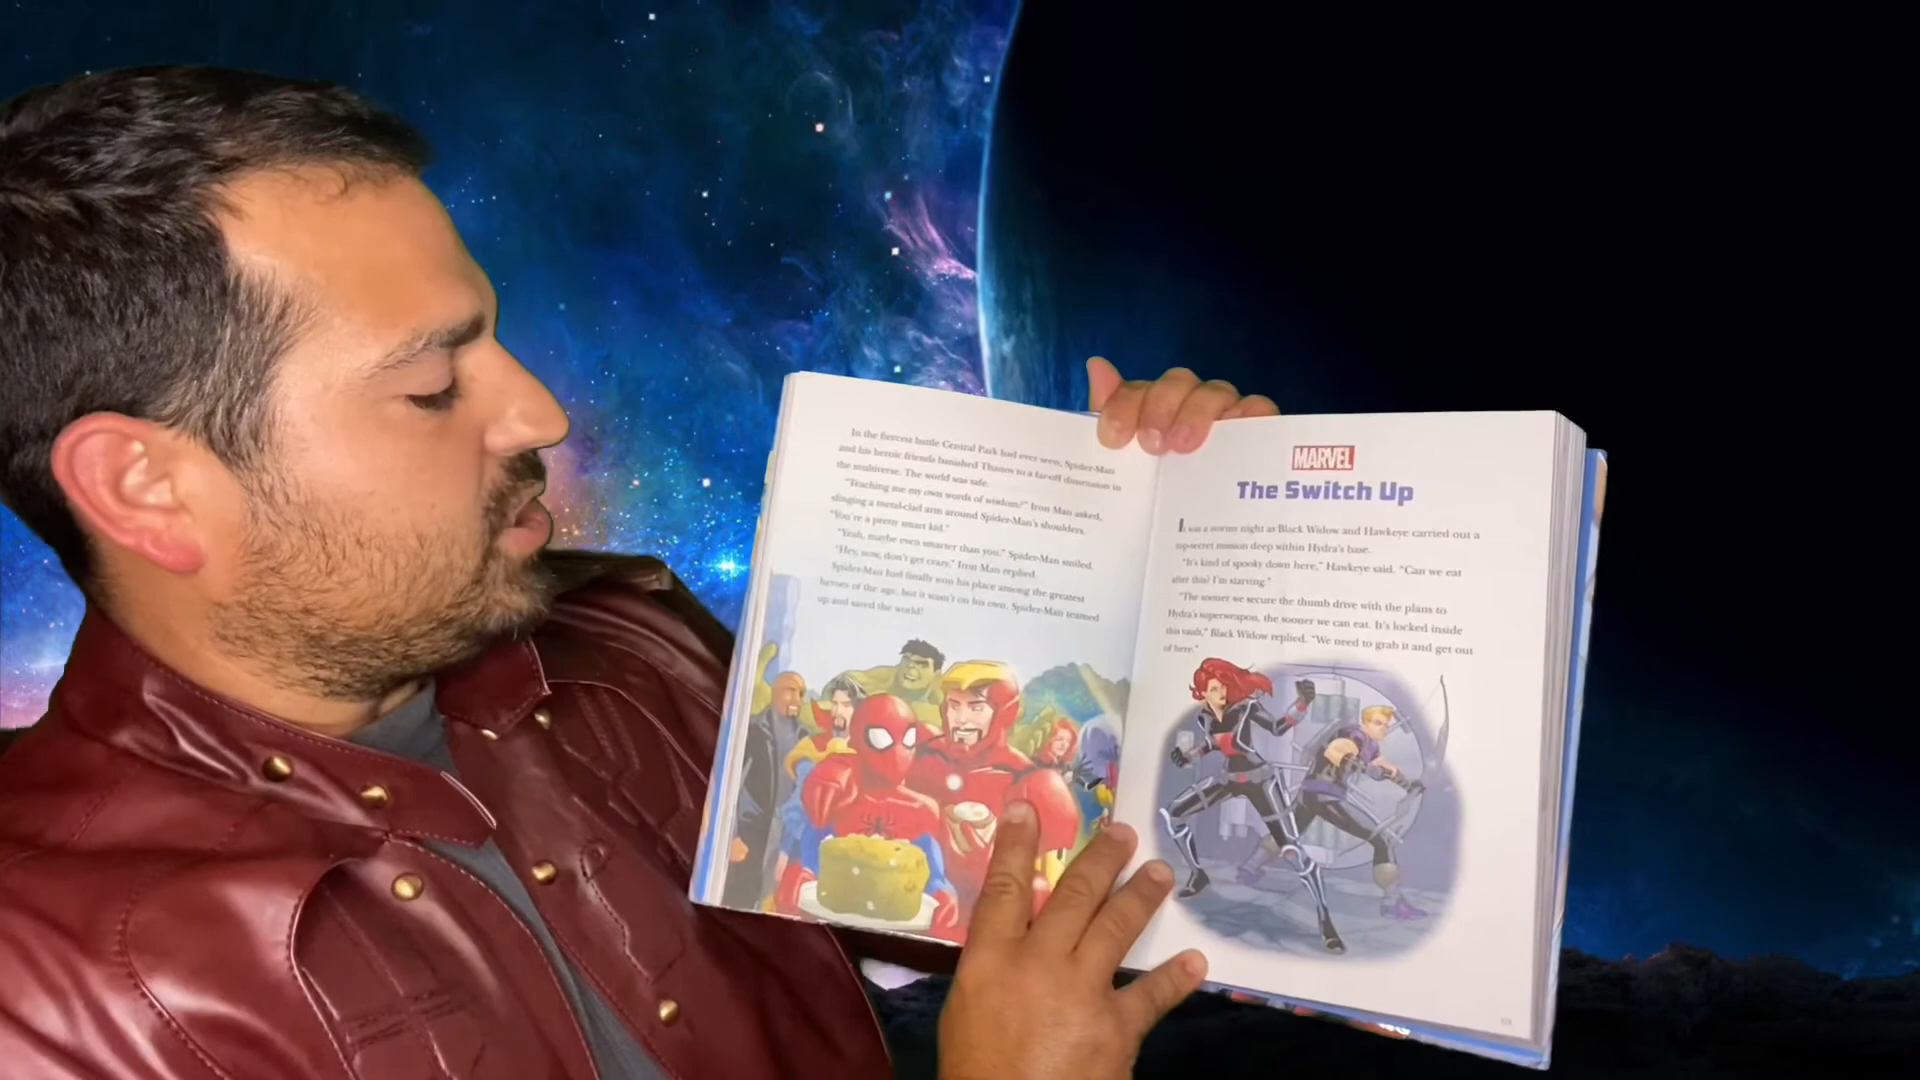 In the fiercest battle Central Park had ever seen, Spider-Man
and his heroic friends banished Thanos to a far-off dimension in
the multiverse. The world was safe.
"Teaching me my own words of wisdom?" Iron Man asked,
slinging a metal-clad arm around Spider-Man's shoulders.
"You're a pretty smart kid."
"Yeah, maybe even smarter than you." Spider-Man smiled.
"Hey, now, don't get crazy," Iron Man replied.
Spider-Man had finally won his place among the greatest
heroes of the age, but it wasn't on his own. Spider-Man teamed
up and saved the world!
MARVEL
The Switch Up
It was a stormy night as Black Widow and Hawkeye carried out a
top-secret mission deep within Hydra's base.
"It's kind of spooky down here," Hawkeye said. "Can we eat
after this? I'm starving."
"The sooner we secure the thumb drive with the plans to
Hydra's superweapon, the sooner we can eat. It's locked inside
this vault," Black Widow replied. "We need to grab it and get out
of here."